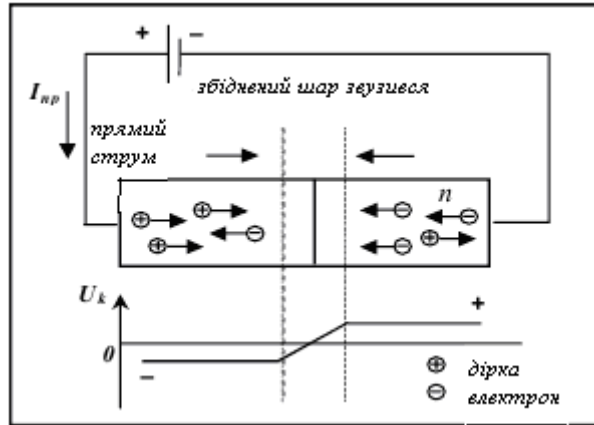 + −
збіднений шар звузився
Iпр
прямий
струм
n
Uk
+
0
−
дірка
електрон